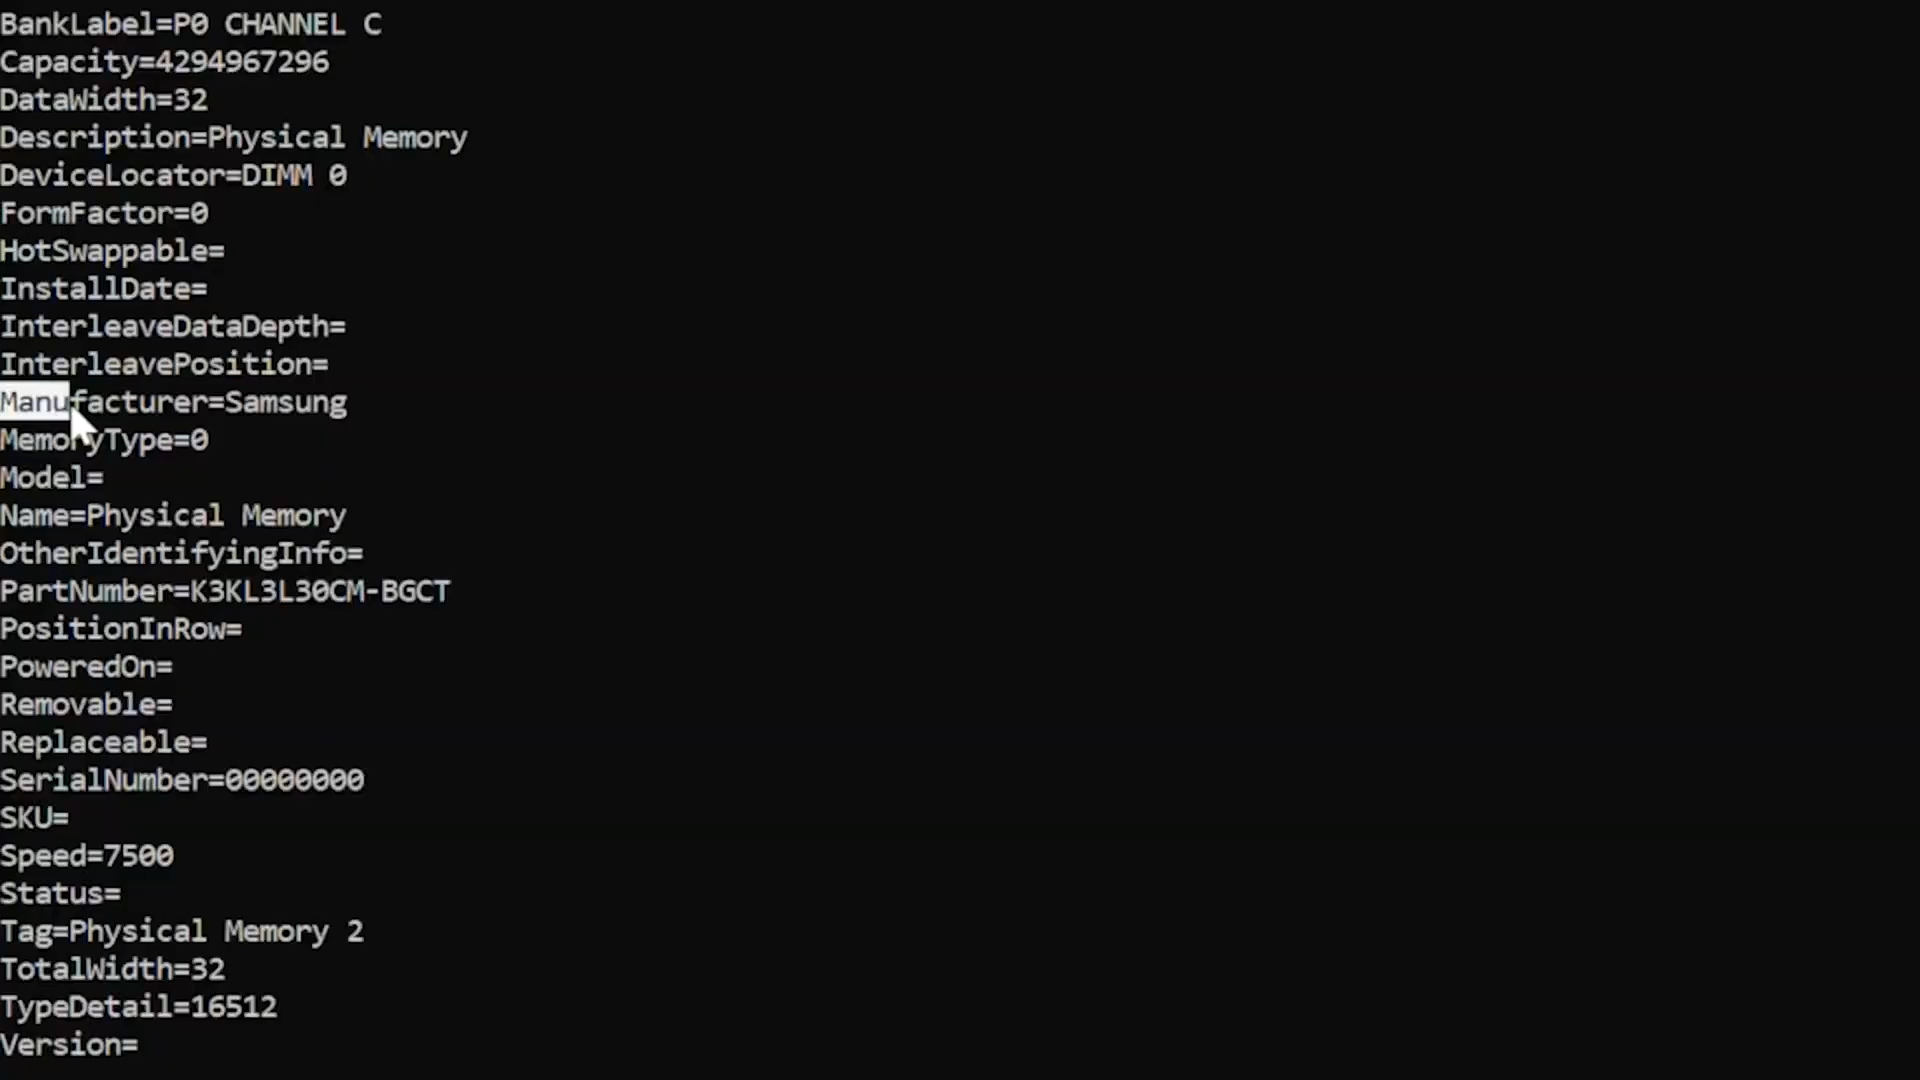 BankLabel=P0 CHANNEL C
Capacity=4294967296
DataWidth=32
Description=Physical Memory
DeviceLocator=DIMM 0
FormFactor=0
HotSwappable=
InstallDate=
InterleaveDataDepth=
InterleavePosition=
Manufacturer=Samsung
MemoryType=0
Model=
Name=Physical Memory
OtherIdentifyingInfo=
PartNumber=K3KL3L30CM-BGCT
PositionInRow=
PoweredOn=
Removable=
Replaceable=
SerialNumber=00000000
SKU=
Speed=7500
Status=
Tag=Physical Memory 2
TotalWidth=32
TypeDetail=16512
Version=